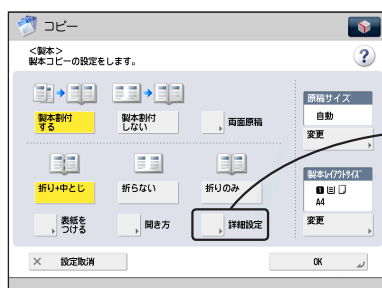 コピー
<製本>
製本コピーの設定をします。
?
製本割付
する
製本割付
しない
両面原稿
折り+中とじ
折らない
折りのみ
表紙を
つける
開き方
詳細設定
原稿サイズ
自動
変更
製本ﾚｲｱｳﾄｻｲｽﾞ
1
A4
変更
× 設定取消
OK